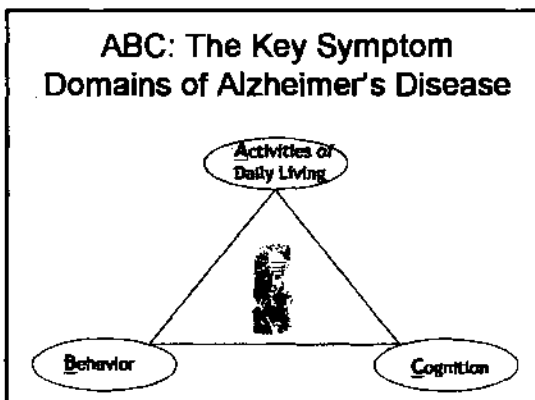 ABC: The Key Symptom
Domains of Alzheimer's Disease
Activities of
Daily Living
Behavior
Cognition